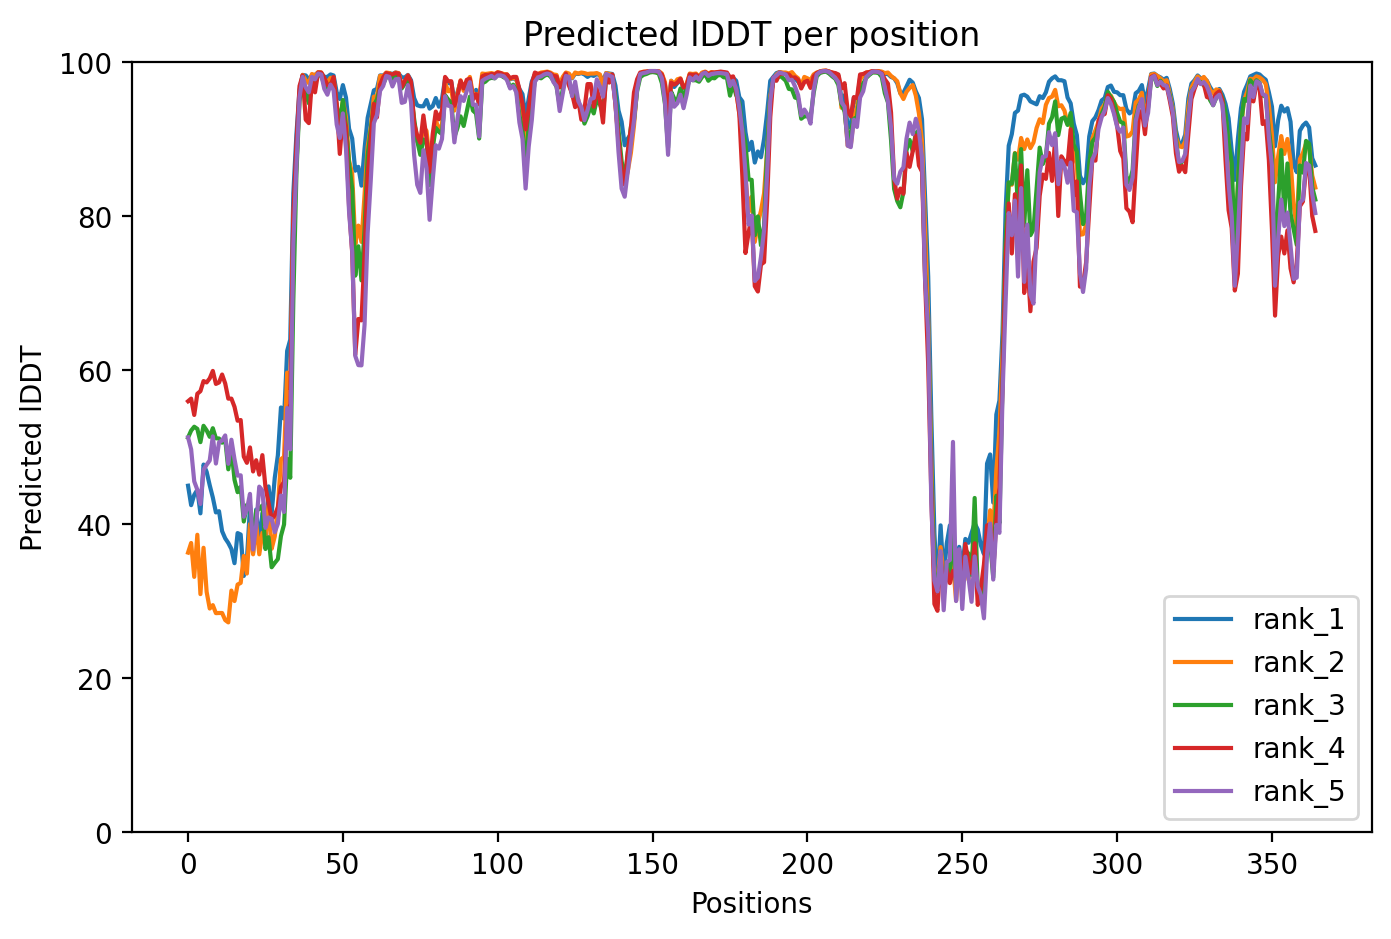 Predicted lDDT per position
100
80
60
40
20
0
Predicted lDDT
0 50 100 150 200 250 300 350
Positions
rank_1
rank_2
rank_3
rank_4
rank_5